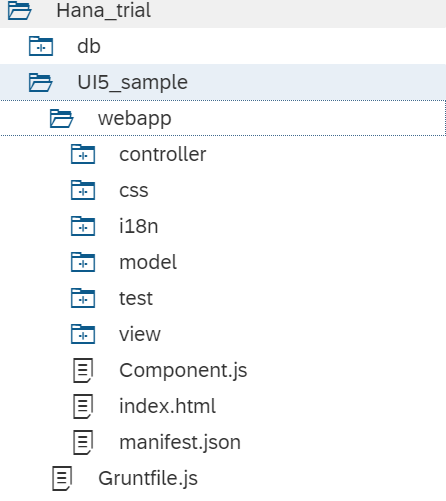 Hana_trial
db
UI5_sample
webapp
controller
css
i18n
model
test
view
Component.js
index.html
manifest.json
Gruntfile.js